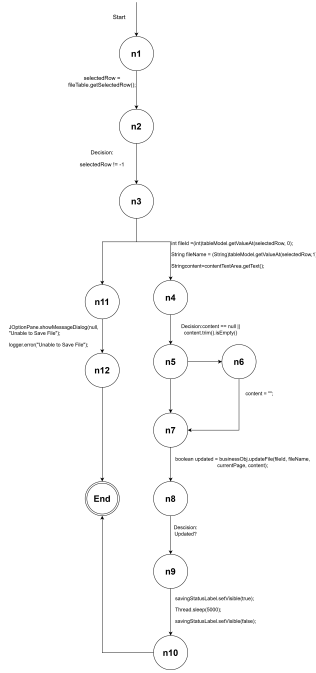 Start
n1
selectedRow =
fileTable.getSelectedRow();
n2
Decision:
selectedRow != -1
n3
int fileId =(int)tableModel.getValueAt(selectedRow, 0);
String fileName = (String)tableModel.getValueAt(selectedRow,1
Stringcontent=contentTextArea.getText();
n11
n4
JOptionPane.showMessageDialog(null,
"Unable to Save File");
logger.error("Unable to Save File");
Decision:content == null ||
content.trim().isEmpty()
n12
n5
n6
content = "";
n7
boolean updated = businessObj.updateFile(fileId, fileName,
currentPage, content);
End
n8
Descision:
Updated?
n9
savingStatusLabel.setVisible(true);
Thread.sleep(5000);
savingStatusLabel.setVisible(false);
n10